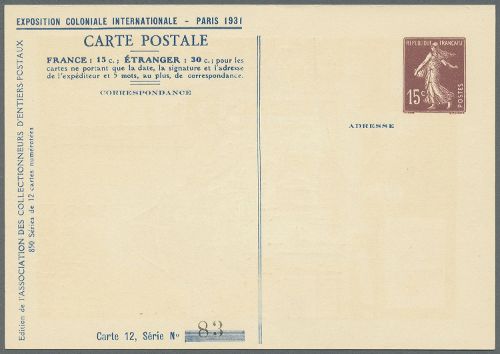 EXPOSITION COLONIALE INTERNATIONALE - PARIS 1931
CARTE POSTALE
FRANCE : 15 c.; ÉTRANGER : 30 c.; pour les
cartes ne portant que la date, la signature et l'adresse
de l'expéditeur et 5 mots, au plus, de correspondance.
CORRESPONDANCE
REPUBLIQUE FRANÇAISE
15c
POSTES
ADRESSE
Edition de l'ASSOCIATION DES COLLECTIONNEURS D'ENTIERS-POSTAUX
850 Séries de 12 cartes numérotées
Carte 12, Série No 83